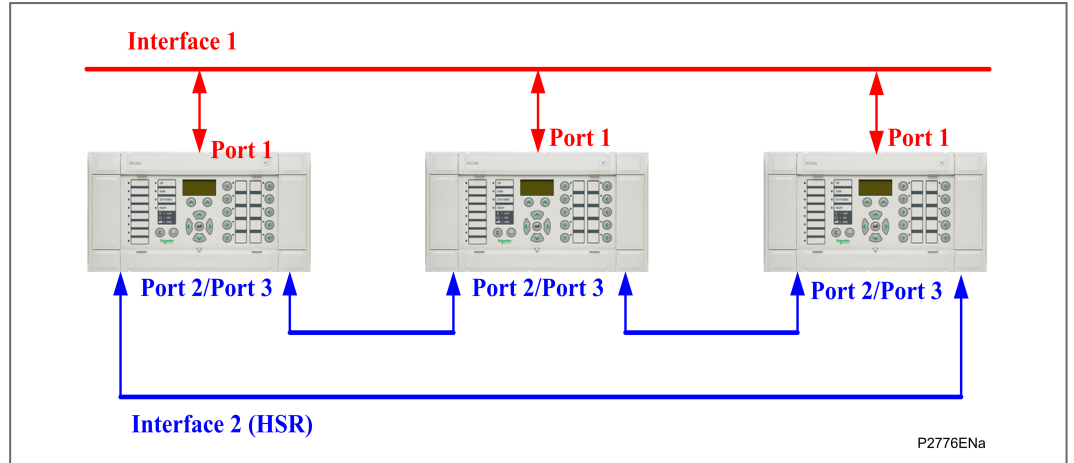 Interface 1
Port 1
Port 1
Port 1
Port 2/Port 3
Port 2/Port 3
Port 2/Port 3
Interface 2 (HSR)
P2776ENa